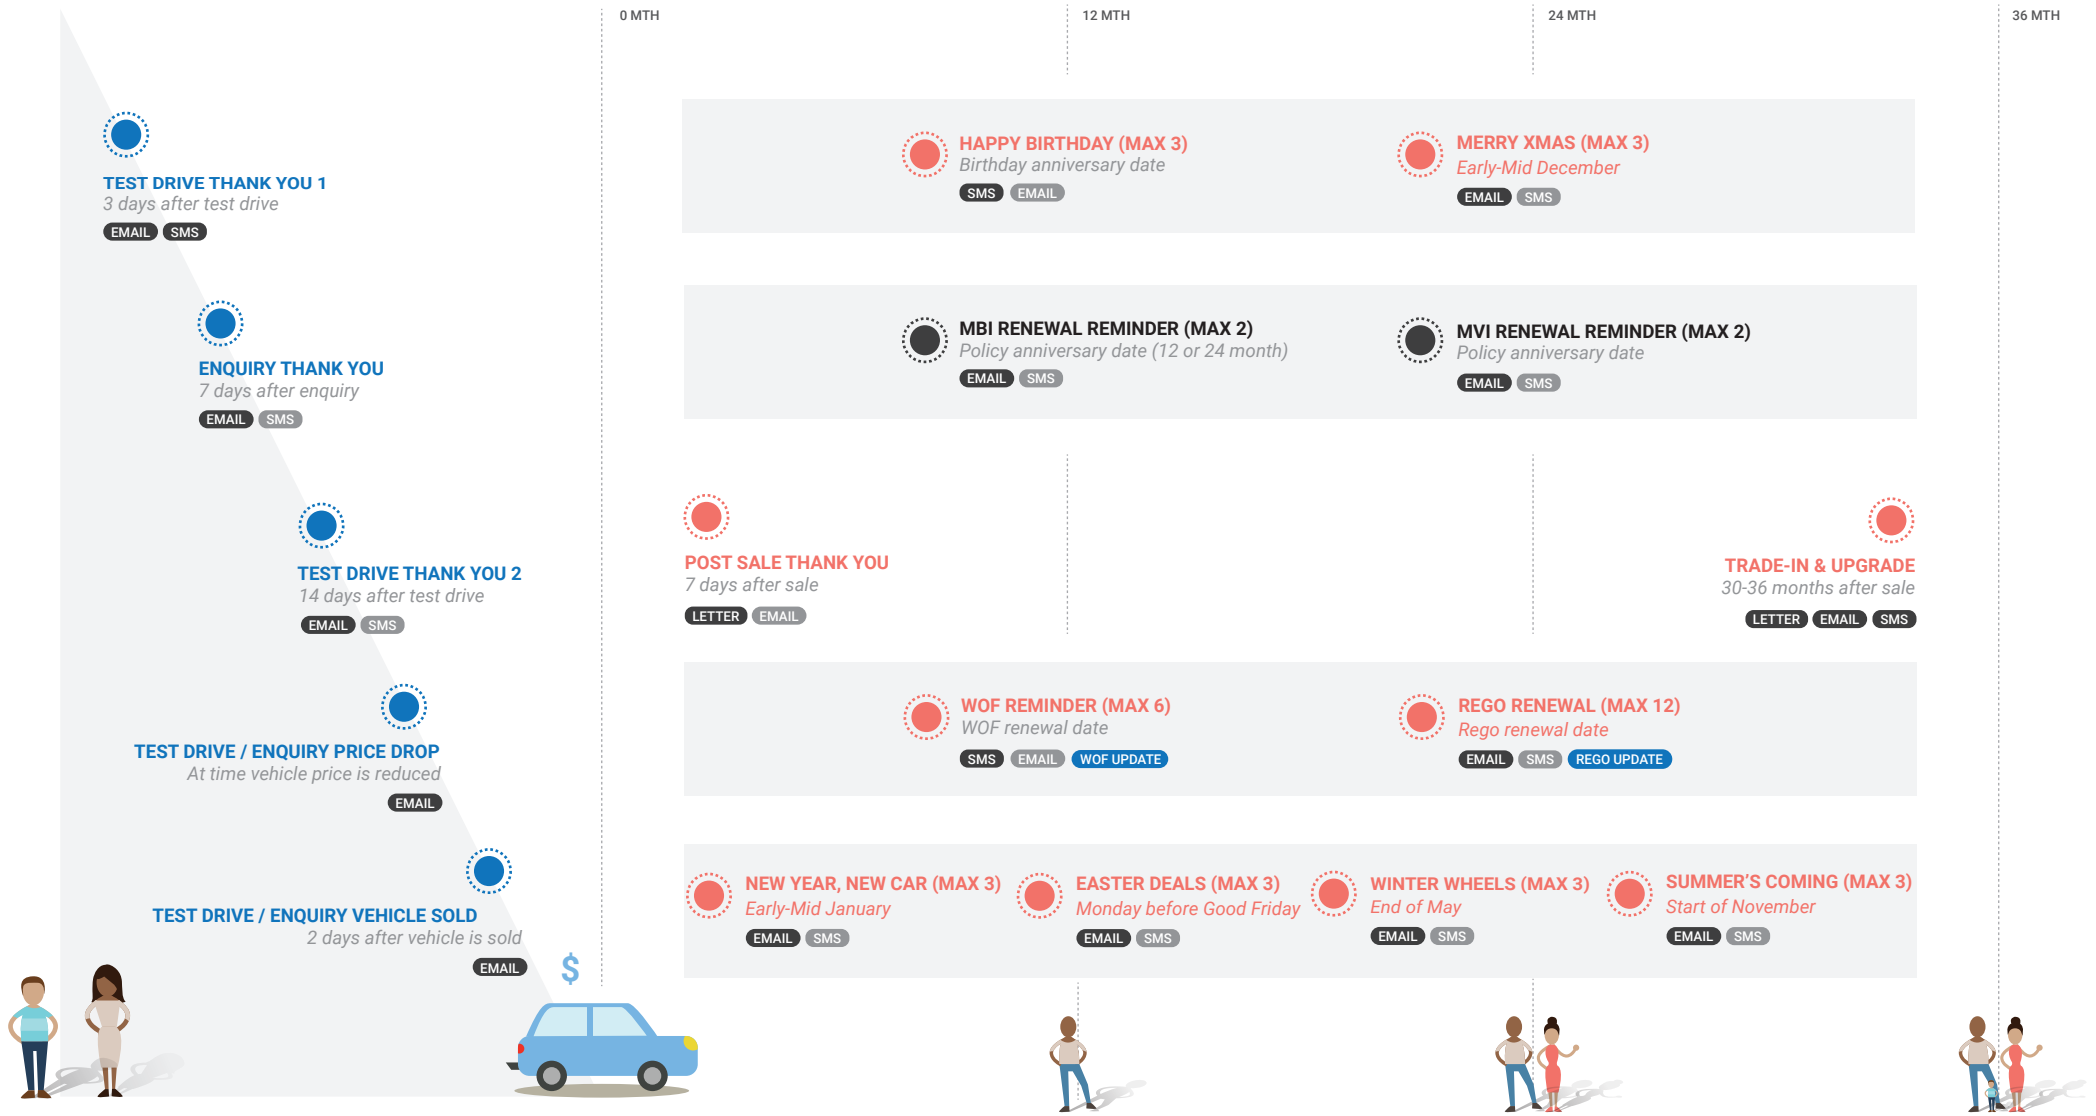 0 MTH
12 MTH
24 MTH
36 MTH
TEST DRIVE THANK YOU 1
3 days after test drive
EMAIL SMS
ENQUIRY THANK YOU
7 days after enquiry
EMAIL SMS
TEST DRIVE THANK YOU 2
14 days after test drive
EMAIL SMS
TEST DRIVE / ENQUIRY PRICE DROP
At time vehicle price is reduced
EMAIL
TEST DRIVE / ENQUIRY VEHICLE SOLD
2 days after vehicle is sold
EMAIL
$
HAPPY BIRTHDAY (MAX 3)
Birthday anniversary date
SMS EMAIL
MERRY XMAS (MAX 3)
Early-Mid December
EMAIL SMS
MBI RENEWAL REMINDER (MAX 2)
Policy anniversary date (12 or 24 month)
EMAIL SMS
MVI RENEWAL REMINDER (MAX 2)
Policy anniversary date
EMAIL SMS
POST SALE THANK YOU
7 days after sale
LETTER EMAIL
TRADE-IN & UPGRADE
30-36 months after sale
LETTER EMAIL SMS
WOF REMINDER (MAX 6)
WOF renewal date
SMS EMAIL WOF UPDATE
REGO RENEWAL (MAX 12)
Rego renewal date
EMAIL SMS REGO UPDATE
NEW YEAR, NEW CAR (MAX 3)
Early-Mid January
EMAIL SMS
EASTER DEALS (MAX 3)
Monday before Good Friday
EMAIL SMS
WINTER WHEELS (MAX 3)
End of May
EMAIL SMS
SUMMER'S COMING (MAX 3)
Start of November
EMAIL SMS